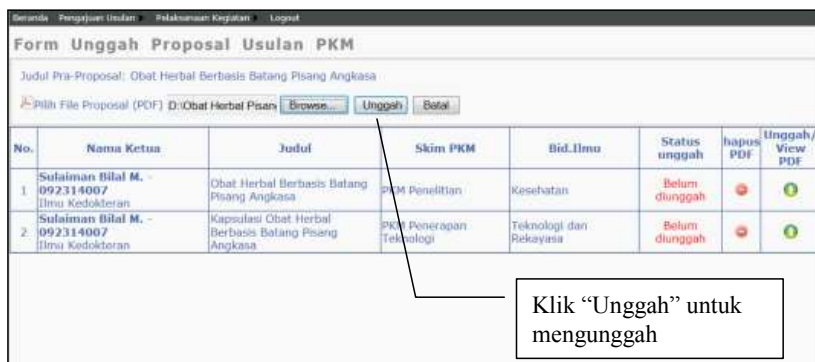 Beranda Pengajuan Usulan Pelaksanaan Kegiatan Logout
Form Unggah Proposal Usulan PKM
Judul Pra-Proposal: Obat Herbal Berbasis Batang Pisang Angkasa
Pilih File Proposal (PDF) D:\Obat Herbal Pisan Browse... Unggah Batal
No. Nama Ketua Judul Skim PKM Bid.Ilmu Status unggah hapus PDF Unggah/ View PDF
1 Sulaiman Bilal M. - 092314007 Ilmu Kedokteran Obat Herbal Berbasis Batang Pisang Angkasa PKM Penelitian Kesehatan Belum diunggah
2 Sulaiman Bilal M. - 092314007 Ilmu Kedokteran Kapsulasi Obat Herbal Berbasis Batang Pisang Angkasa PKM Penerapan Teknologi Teknologi dan Rekayasa Belum diunggah
Klik “Unggah” untuk
mengunggah